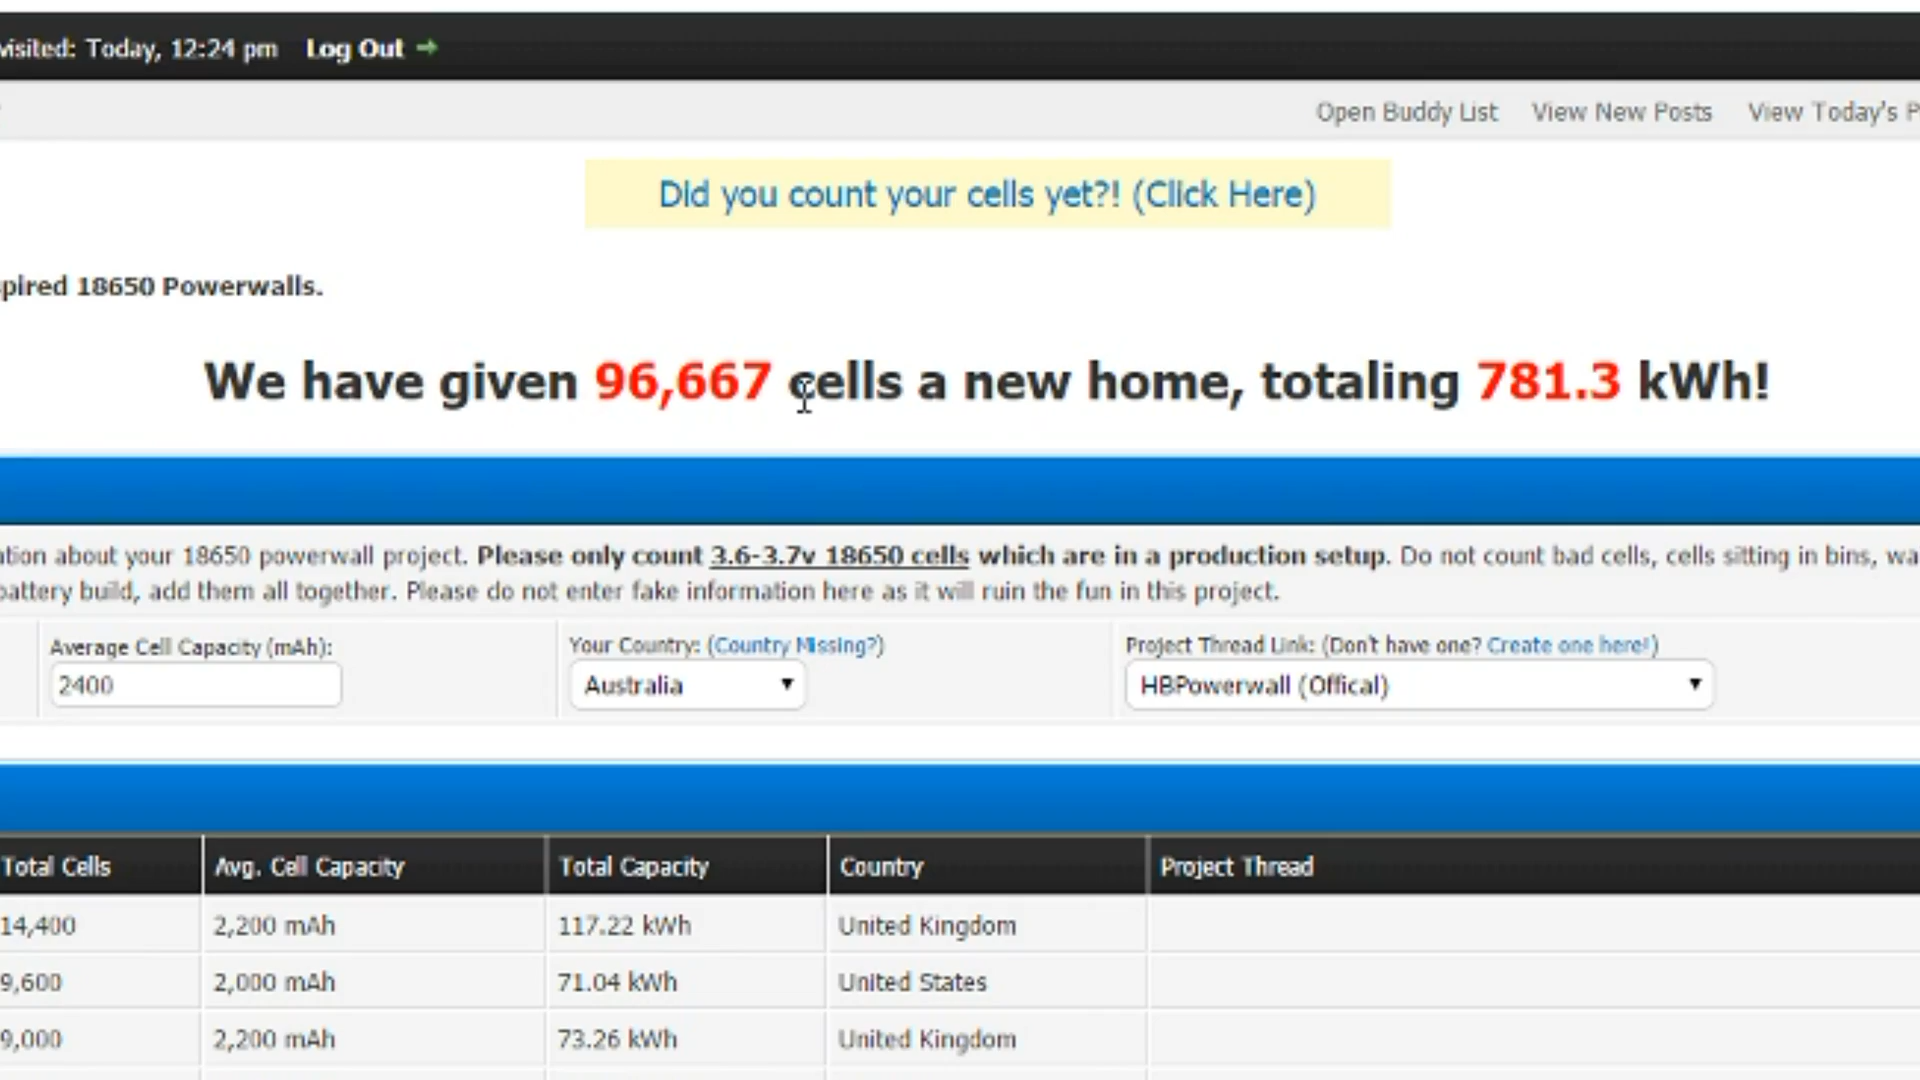 visited: Today, 12:24 pm Log Out
Open Buddy List View New Posts View Today's P
Did you count your cells yet?! (Click Here)
pired 18650 Powerwalls.
We have given 96,667 cells a new home, totaling 781.3 kWh!
ation about your 18650 powerwall project. Please only count 3.6-3.7v 18650 cells which are in a production setup. Do not count bad cells, cells sitting in bins, wa
battery build, add them all together. Please do not enter fake information here as it will ruin the fun in this project.
Average Cell Capacity (mAh): Your Country: (Country Missing?) Project Thread Link: (Don't have one? Create one here!)
2400 Australia HBPowerwall (Offical)
Total Cells Avg. Cell Capacity Total Capacity Country Project Thread
14,400 2,200 mAh 117.22 kWh United Kingdom
9,600 2,000 mAh 71.04 kWh United States
9,000 2,200 mAh 73.26 kWh United Kingdom